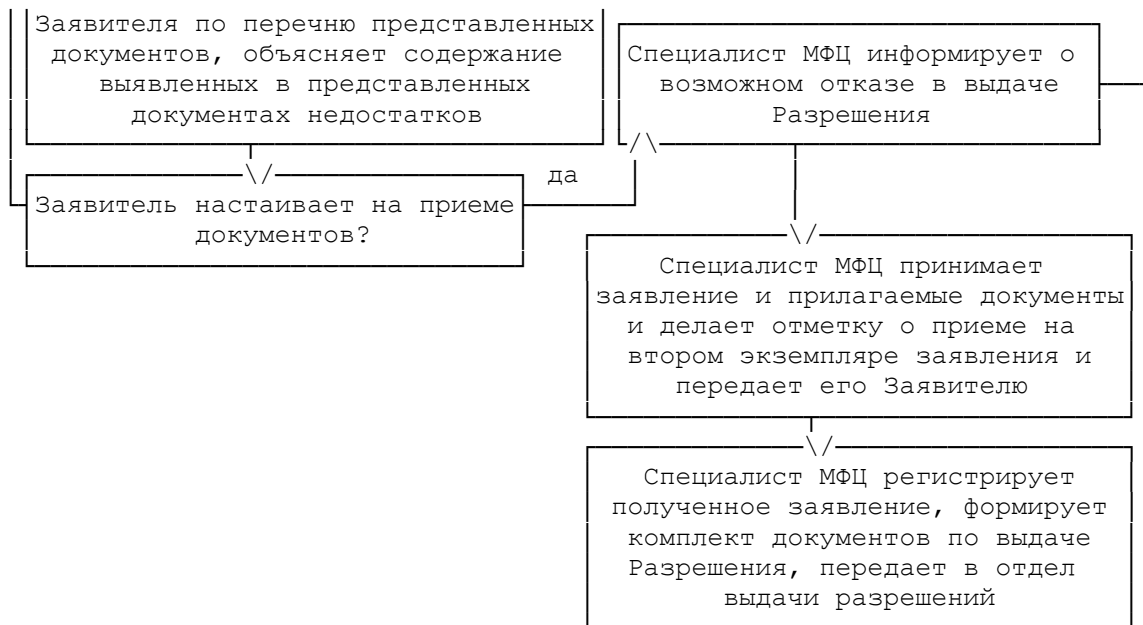 Заявителя по перечню представленных
документов, объясняет содержание
выявленных в представленных
документах недостатков
Специалист МФЦ информирует о
возможном отказе в выдаче
Разрешения
да
Заявитель настаивает на приеме
документов?
Специалист МФЦ принимает
заявление и прилагаемые документы
и делает отметку о приеме на
втором экземпляре заявления и
передает его Заявителю
Специалист МФЦ регистрирует
полученное заявление, формирует
комплект документов по выдаче
Разрешения, передает в отдел
выдачи разрешений